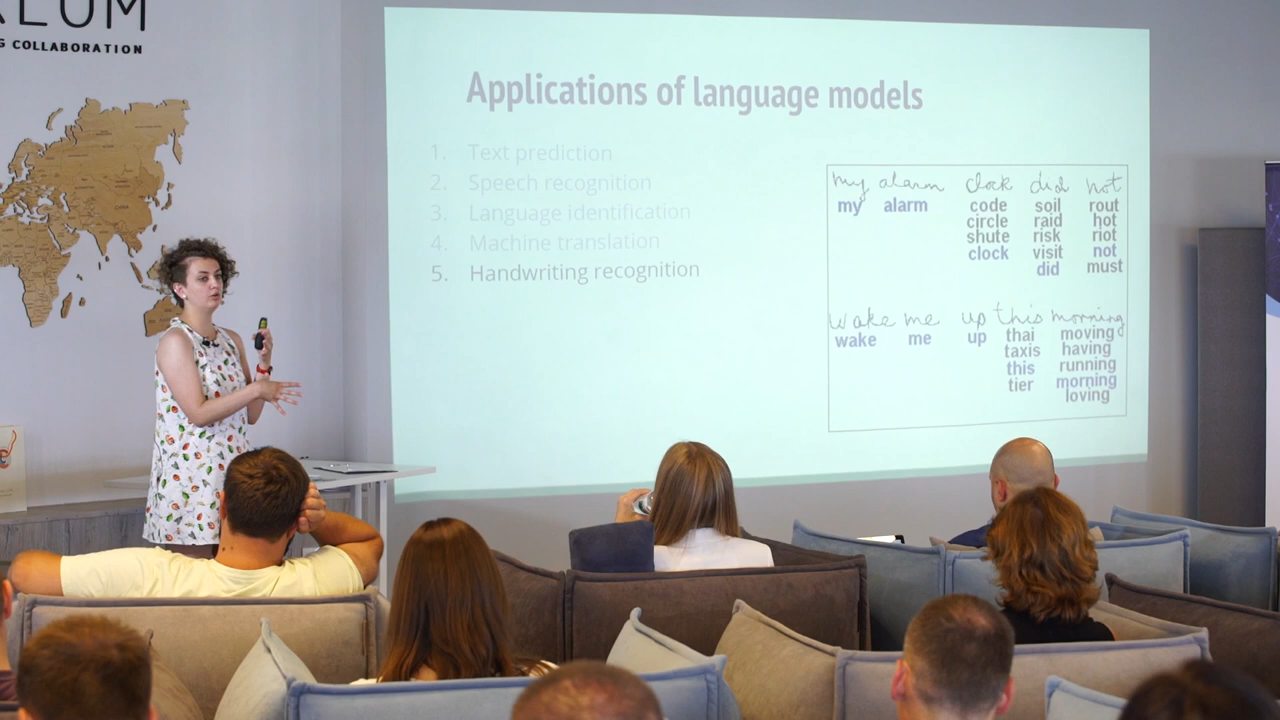 COLLABORATION
Applications of language models
1. Text prediction
2. Speech recognition
3. Language identification
4. Machine translation
5. Handwriting recognition
my alarm clock did not
my alarm code soil rout
circle raid hot
shute risk riot
clock visit not
did must
wake me up this morning
wake me up thai moving
taxis having
this running
tier morning
loving